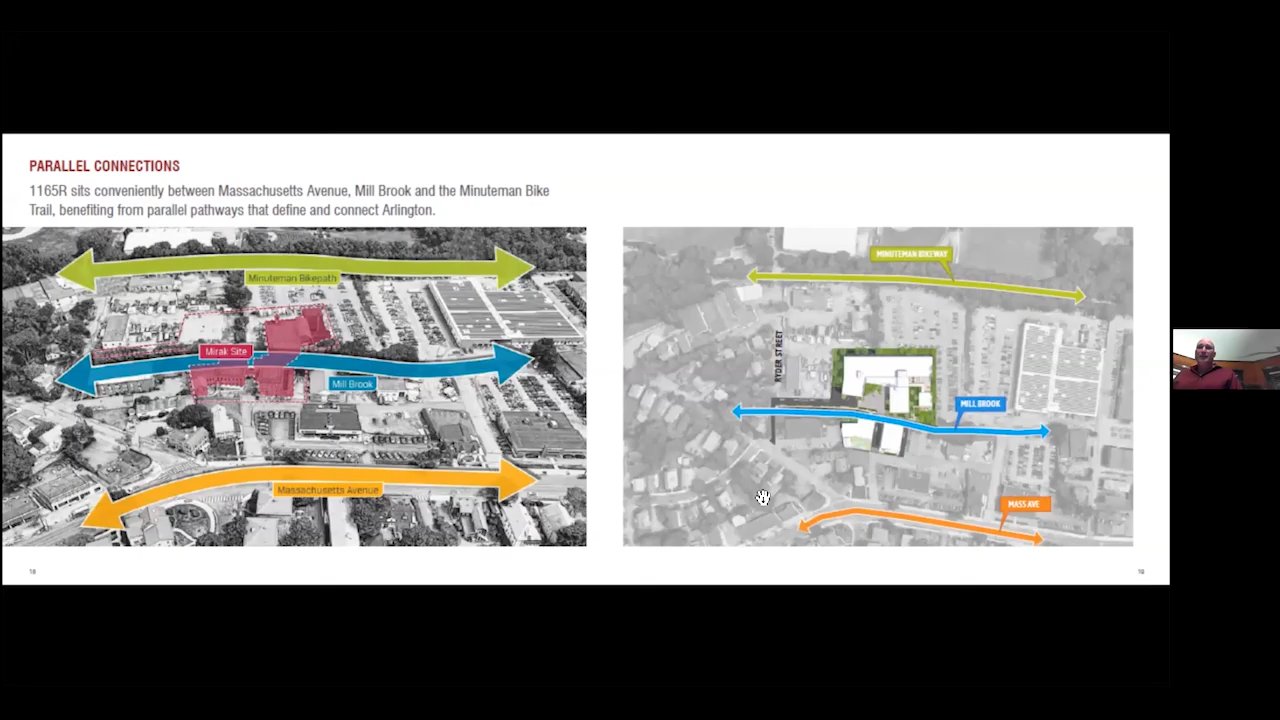 PARALLEL CONNECTIONS
1165R sits conveniently between Massachusetts Avenue, Mill Brook and the Minuteman Bike
Trail, benefiting from parallel pathways that define and connect Arlington.
Minuteman Bikepath
Mirak Site
Mill Brook
Massachusetts Avenue
MINUTEMAN BIKEWAY
RYDER STREET
MILL BROOK
MASS AVE
18
19